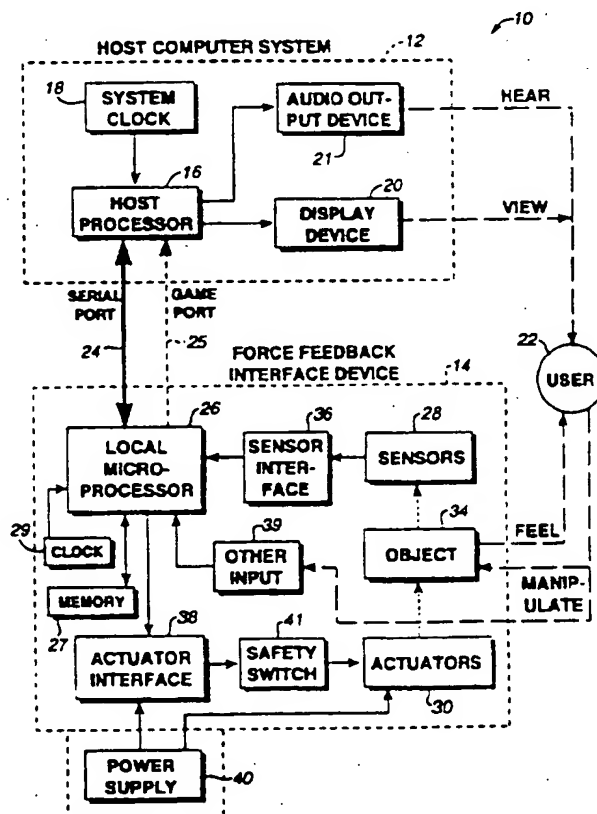 10
HOST COMPUTER SYSTEM
12
18
SYSTEM
CLOCK
AUDIO OUT-
PUT DEVICE
21
HEAR
16
HOST
PROCESSOR
20
DISPLAY
DEVICE
VIEW
SERIAL
PORT
24
GAME
PORT
25
FORCE FEEDBACK
INTERFACE DEVICE
14
22
USER
26
LOCAL
MICRO-
PROCESSOR
36
SENSOR
INTER-
FACE
28
SENSORS
29
CLOCK
39
OTHER
INPUT
34
OBJECT
FEEL
MANIP-
ULATE
MEMORY
27
38
ACTUATOR
INTERFACE
41
SAFETY
SWITCH
ACTUATORS
30
POWER
SUPPLY
40